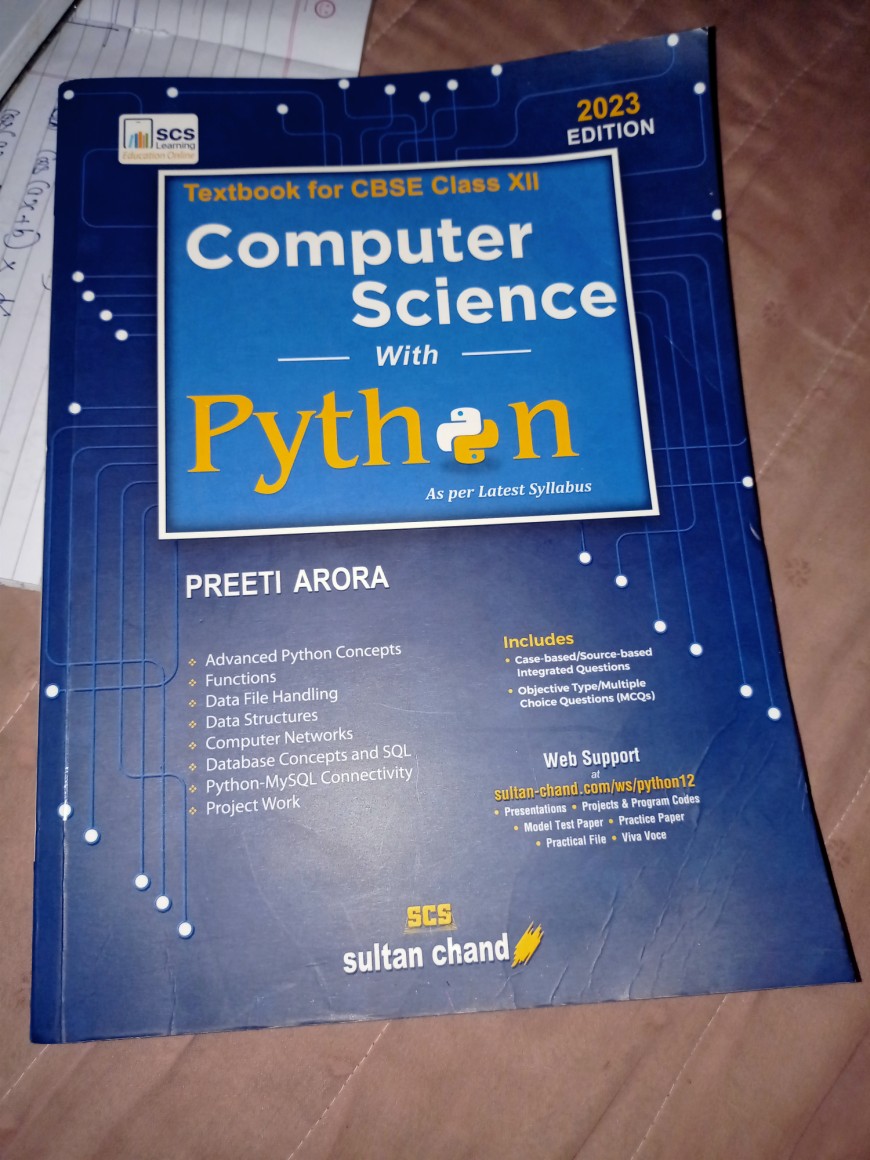 2023
EDITION
SCS
Learning
Education Online
Textbook for CBSE Class XII
Computer
Science
With
Python
As per Latest Syllabus
PREETI ARORA
Advanced Python Concepts
Functions
Data File Handling
Data Structures
Computer Networks
Database Concepts and SQL
Python-MySQL Connectivity
Project Work
Includes
• Case-based/Source-based
Integrated Questions
• Objective Type/Multiple
Choice Questions (MCQs)
Web Support
at
sultan-chand.com/ws/python12
• Presentations • Projects & Program Codes
• Model Test Paper • Practice Paper
• Practical File • Viva Voce
SCS
sultan chand